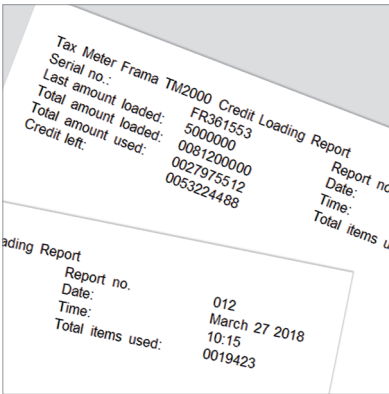 Tax Meter Frama TM2000 Credit Loading Report
Serial no.: FR361553 Report no
Last amount loaded: 5000000 Date:
Total amount loaded: 0081200000 Time:
Total amount used: 0027975512 Total items u
Credit left: 0053224488
ading Report
Report no. 012
Date: March 27 2018
Time: 10:15
Total items used: 0019423